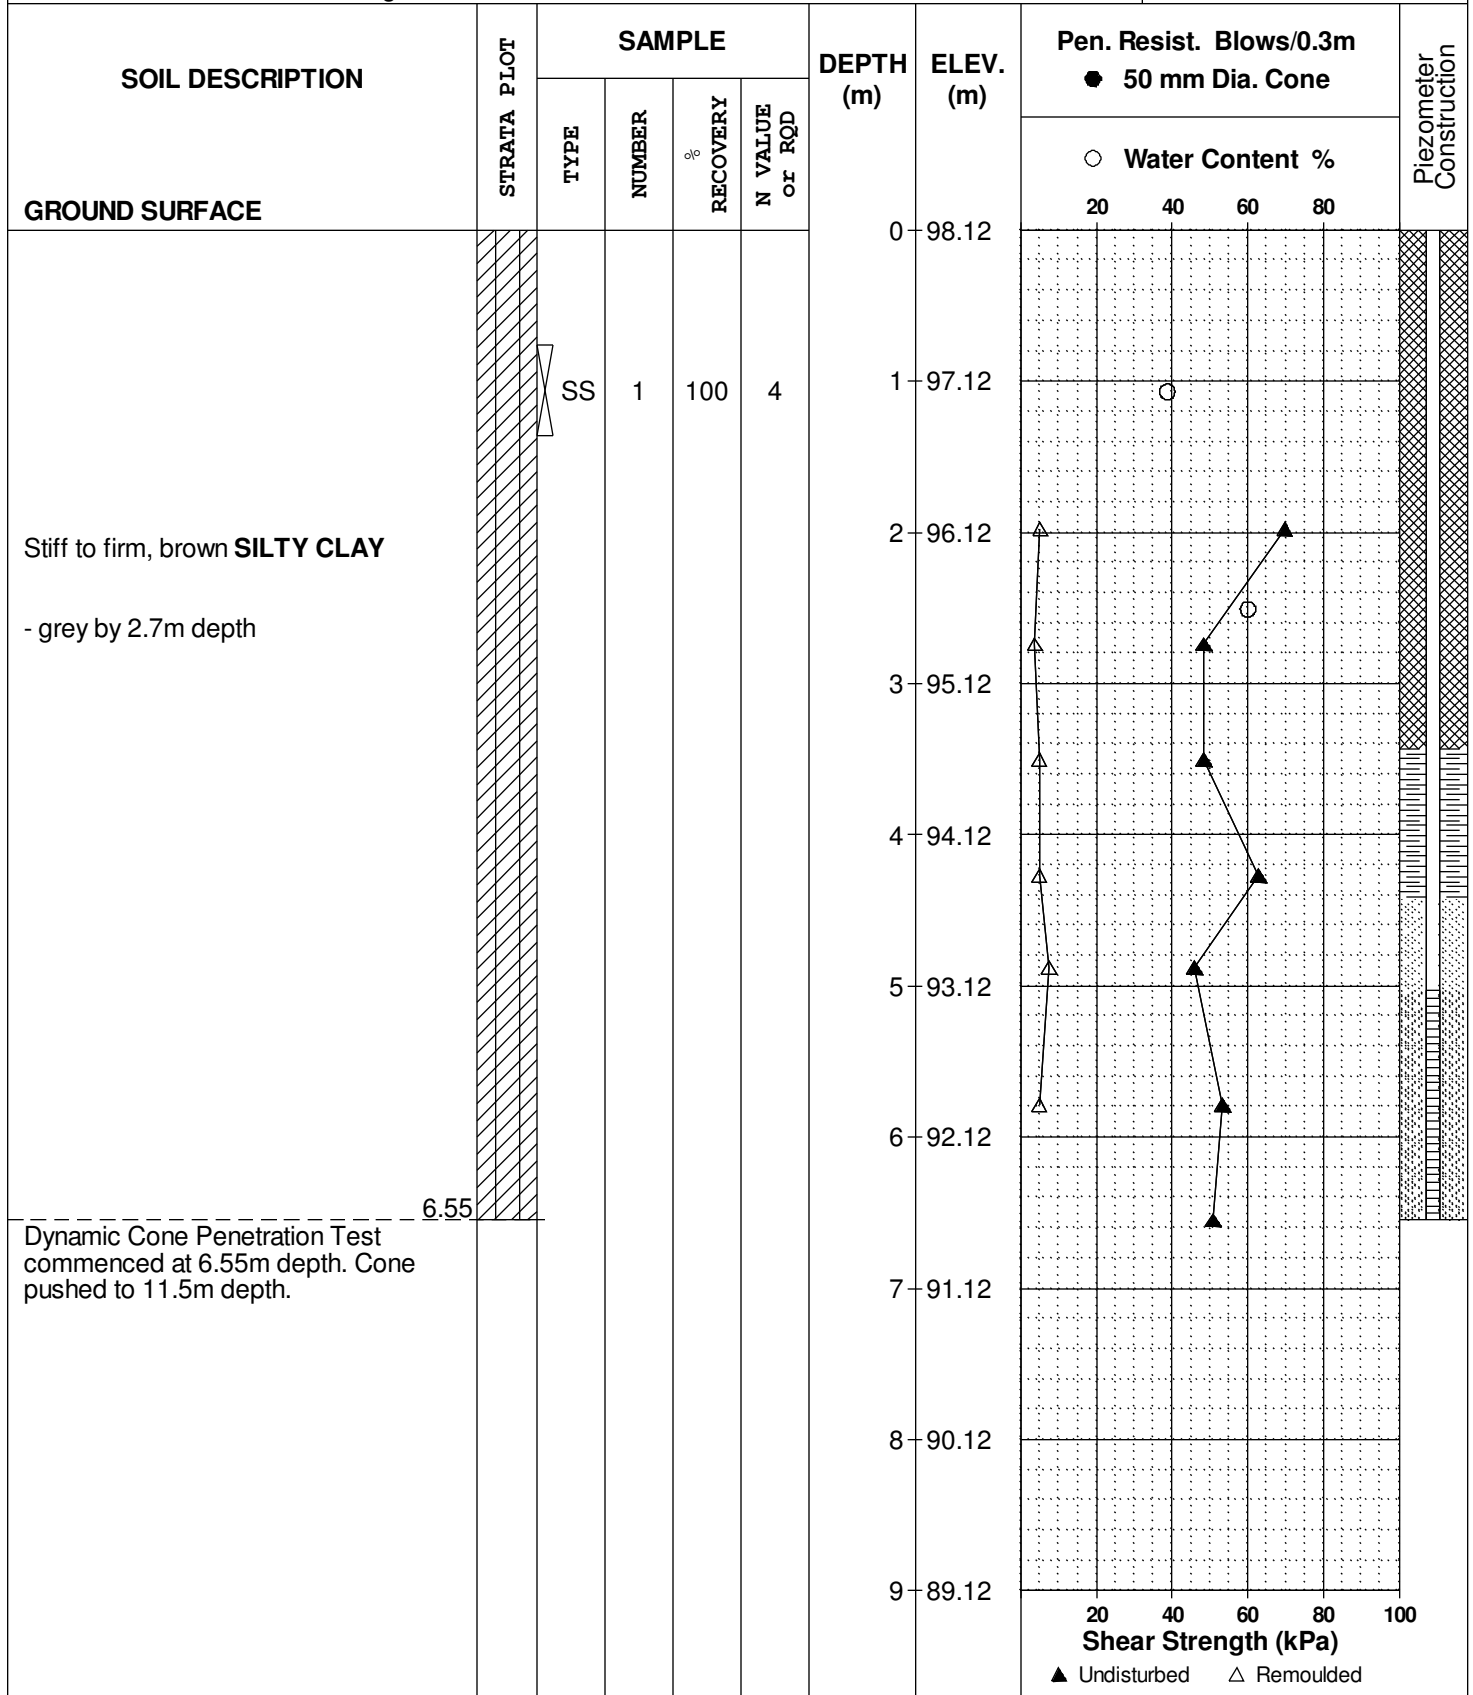 SOIL DESCRIPTION
GROUND SURFACE
STRATA PLOT
SAMPLE
TYPE
NUMBER
%
RECOVERY
N VALUE
or RQD
DEPTH
(m)
ELEV.
(m)
Pen. Resist. Blows/0.3m
● 50 mm Dia. Cone
○ Water Content %
20 40 60 80
Piezometer
Construction
0 98.12
SS 1 100 4
1 97.12
Stiff to firm, brown SILTY CLAY
2 96.12
- grey by 2.7m depth
3 95.12
4 94.12
5 93.12
6 92.12
6.55
Dynamic Cone Penetration Test
commenced at 6.55m depth. Cone
pushed to 11.5m depth.
7 91.12
8 90.12
9 89.12
20 40 60 80 100
Shear Strength (kPa)
▲ Undisturbed △ Remoulded